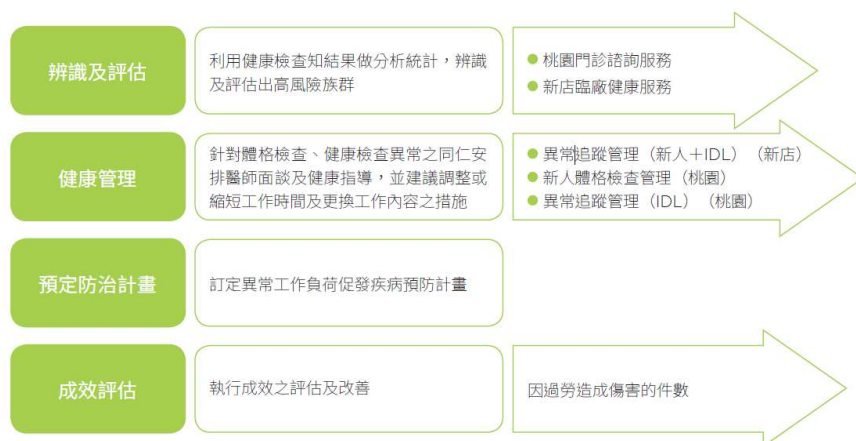 辨識及評估
利用健康檢查知結果做分析統計，辨識
及評估出高風險族群
● 桃園門診諮詢服務
● 新店臨廠健康服務
健康管理
針對體格檢查、健康檢查異常之同仁安
排醫師面談及健康指導，並建議調整或
縮短工作時間及更換工作內容之措施
● 異常追蹤管理（新人＋IDL）（新店）
● 新人體格檢查管理（桃園）
● 異常追蹤管理（IDL）（桃園）
預定防治計畫
訂定異常工作負荷促發疾病預防計畫
成效評估
執行成效之評估及改善
因過勞造成傷害的件數